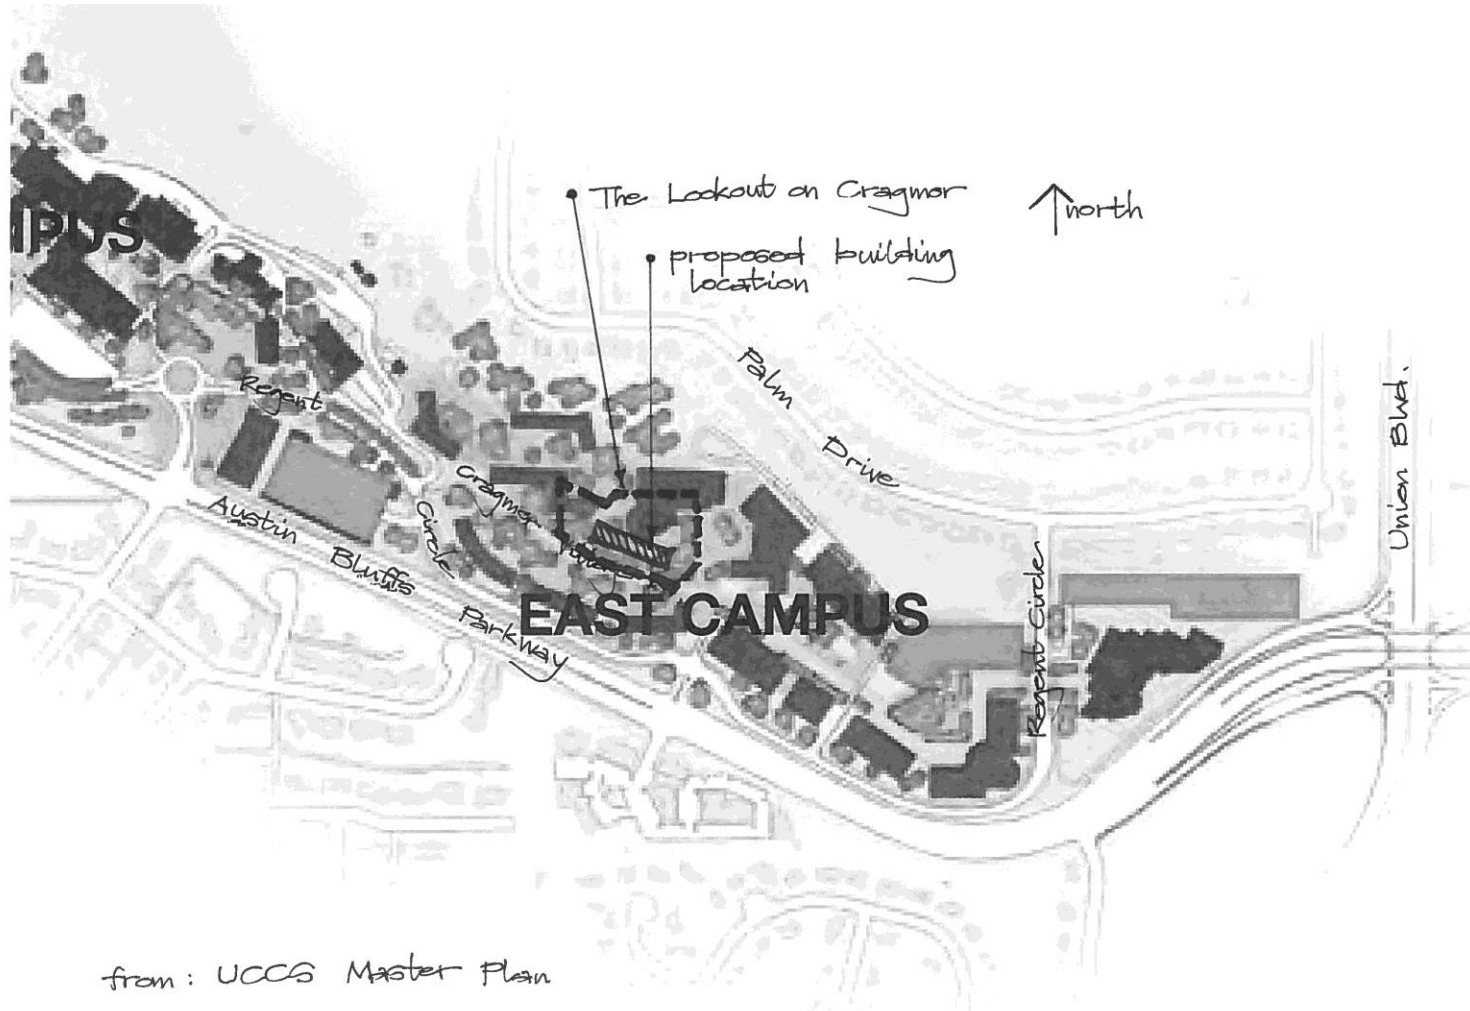 The Lookout on Cragmor
north
proposed building
location
MPUS
Palm
Drive
Regent
Circle
Cragmor
Union Blvd.
Austin Bluffs
Parkway
EAST CAMPUS
Regent Circle
from: UCCS Master Plan